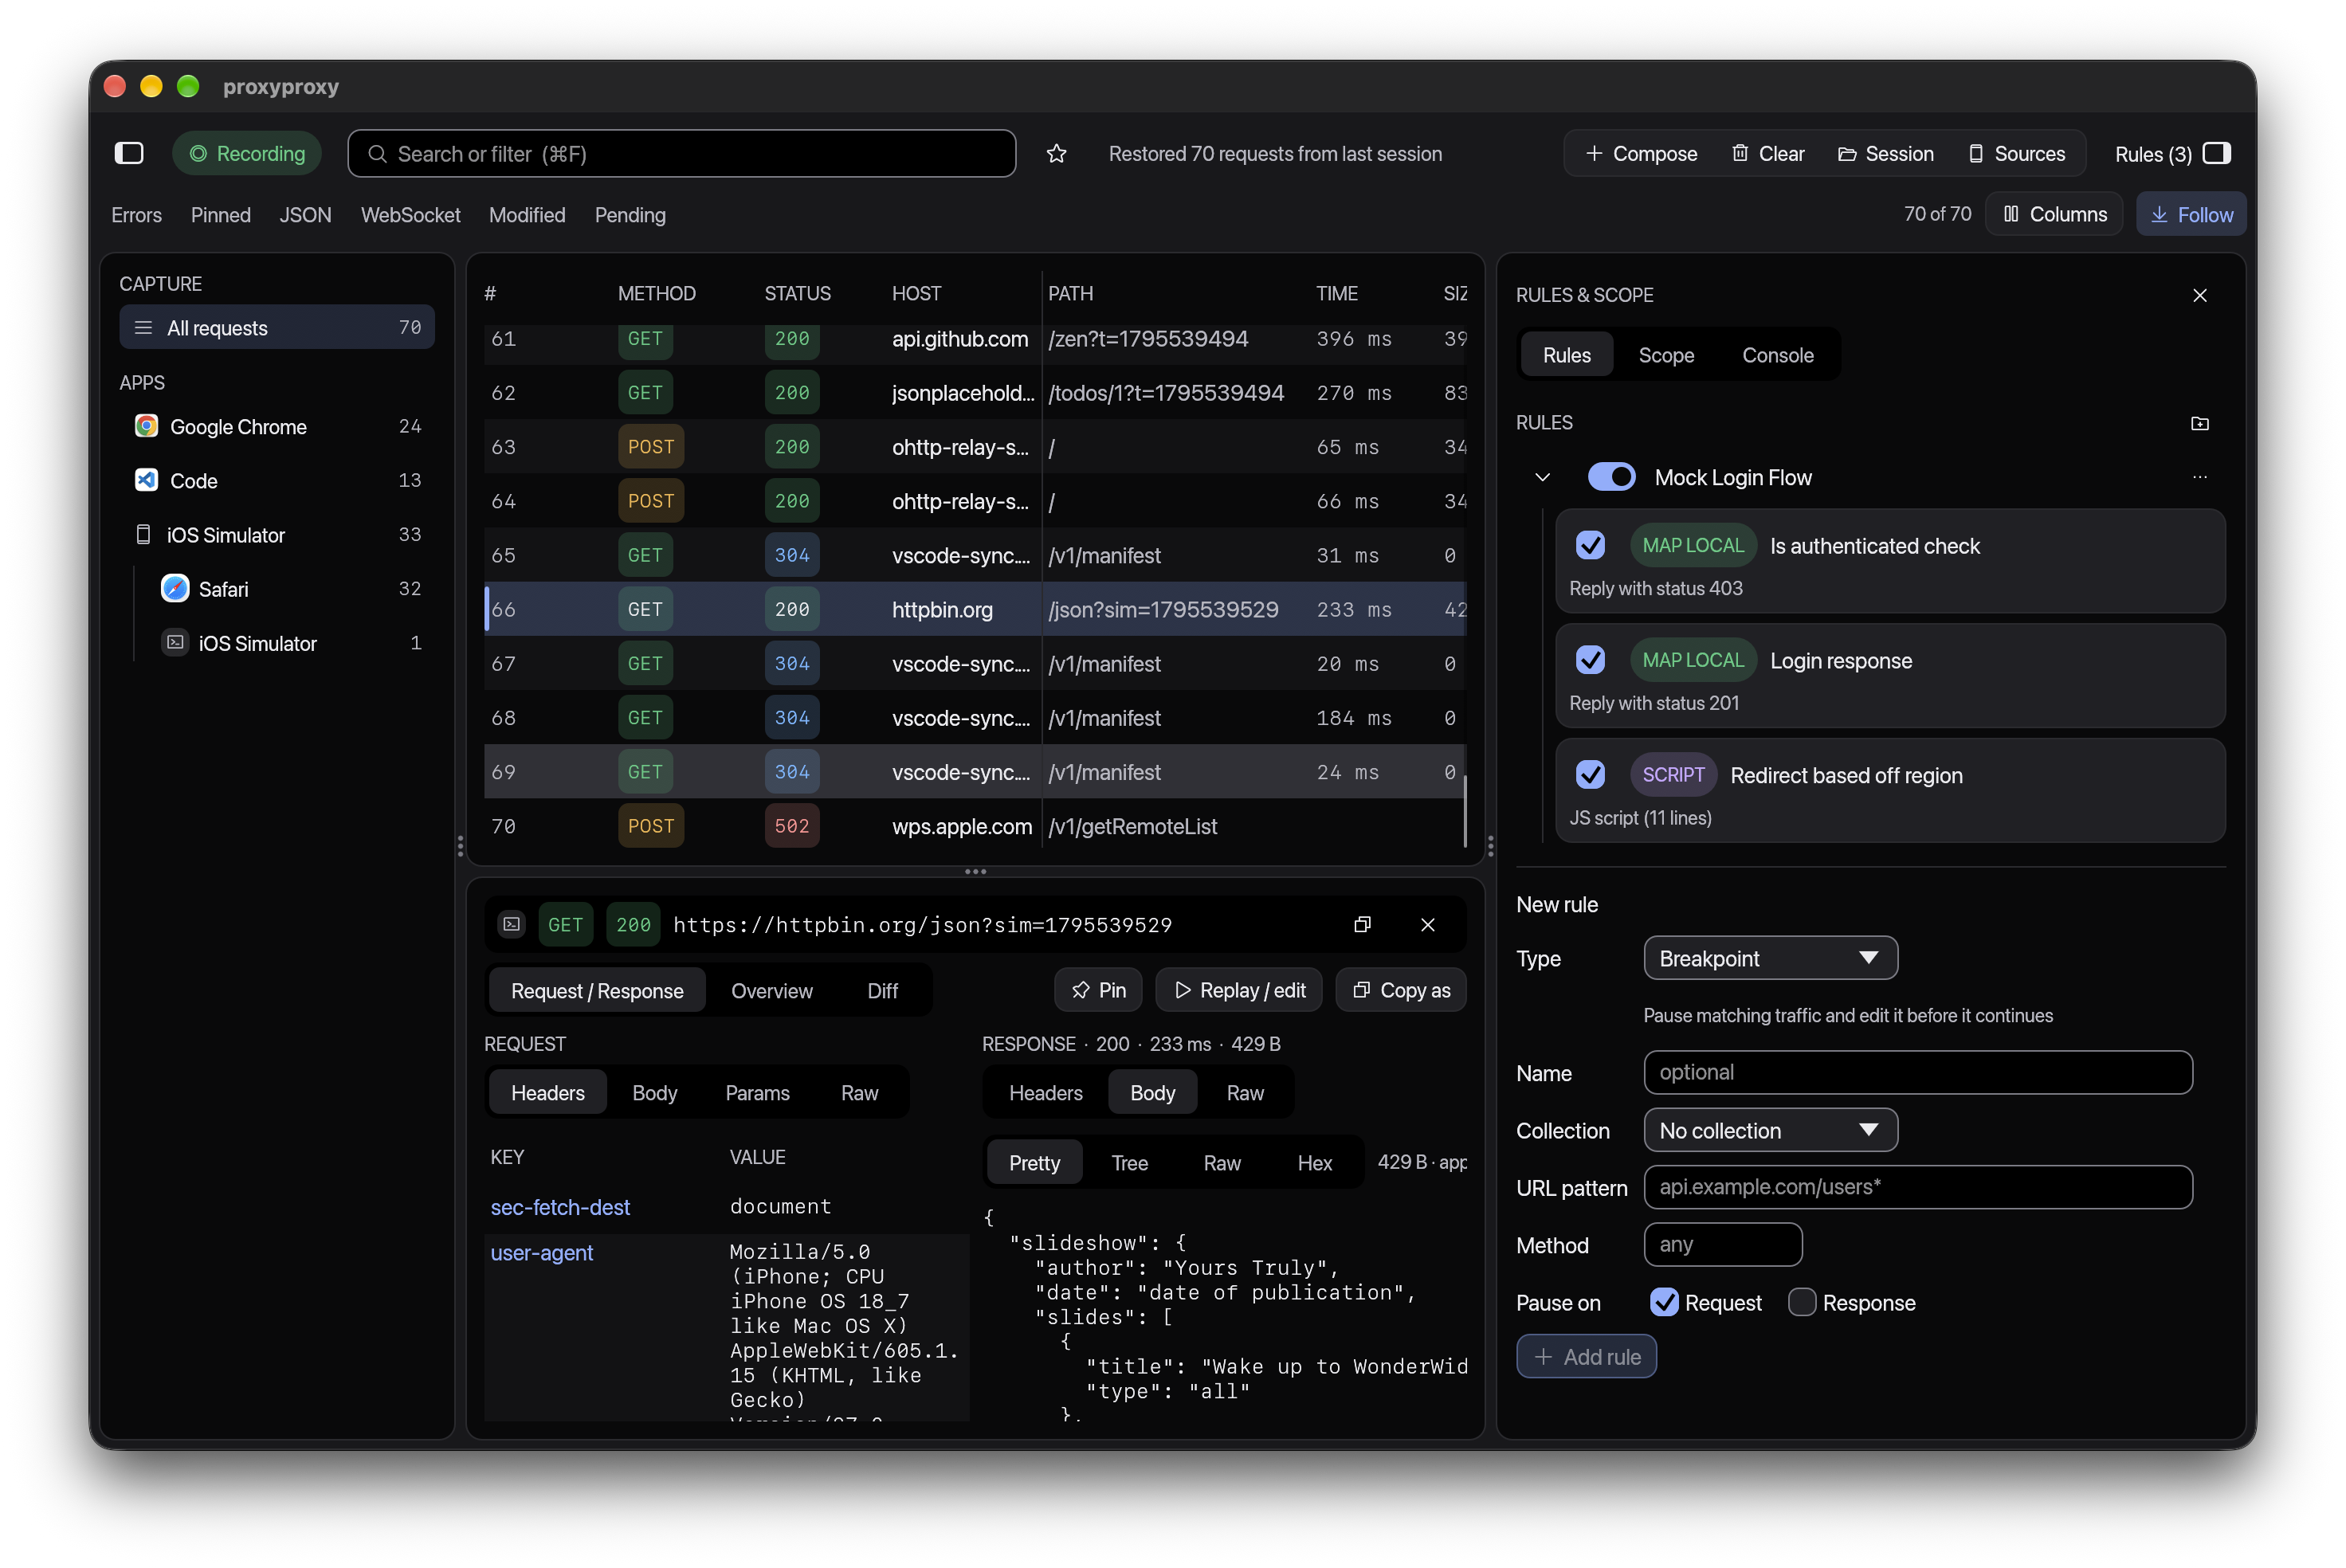 proxyproxy
Recording
Search or filter (⌘F)
Restored 70 requests from last session
Compose
Clear
Session
Sources
Rules (3)
Errors
Pinned
JSON
WebSocket
Modified
Pending
70 of 70
Columns
Follow
CAPTURE
All requests 70
APPS
Google Chrome 24
Code 13
iOS Simulator 33
Safari 32
iOS Simulator 1
# METHOD STATUS HOST PATH TIME SIZ
61 GET 200 api.github.com /zen?t=1795539494 396 ms 39
62 GET 200 jsonplacehold... /todos/1?t=1795539494 270 ms 83
63 POST 200 ohttp-relay-s... / 65 ms 34
64 POST 200 ohttp-relay-s... / 66 ms 34
65 GET 304 vscode-sync.... /v1/manifest 31 ms 0
66 GET 200 httpbin.org /json?sim=1795539529 233 ms 42
67 GET 304 vscode-sync.... /v1/manifest 20 ms 0
68 GET 304 vscode-sync.... /v1/manifest 184 ms 0
69 GET 304 vscode-sync.... /v1/manifest 24 ms 0
70 POST 502 wps.apple.com /v1/getRemoteList
GET 200 https://httpbin.org/json?sim=1795539529
Request / Response
Overview
Diff
Pin
Replay / edit
Copy as
REQUEST
Headers
Body
Params
Raw
KEY VALUE
sec-fetch-dest document
user-agent Mozilla/5.0
(iPhone; CPU
iPhone OS 18_7
like Mac OS X)
AppleWebKit/605.1.
15 (KHTML, like
Gecko)
RESPONSE · 200 · 233 ms · 429 B
Headers
Body
Raw
Pretty
Tree
Raw
Hex
429 B · app
{
"slideshow": {
"author": "Yours Truly",
"date": "date of publication",
"slides": [
{
"title": "Wake up to WonderWid
"type": "all"
},
RULES & SCOPE
Rules
Scope
Console
RULES
Mock Login Flow
...
MAP LOCAL Is authenticated check
Reply with status 403
MAP LOCAL Login response
Reply with status 201
SCRIPT Redirect based off region
JS script (11 lines)
New rule
Type Breakpoint
Pause matching traffic and edit it before it continues
Name optional
Collection No collection
URL pattern api.example.com/users*
Method any
Pause on Request Response
Add rule